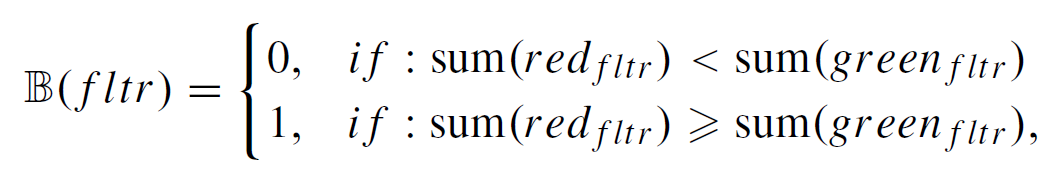 𝔹(fltr) = { 0, if : sum(red_fltr) < sum(green_fltr)
1, if : sum(red_fltr) ⩾ sum(green_fltr),